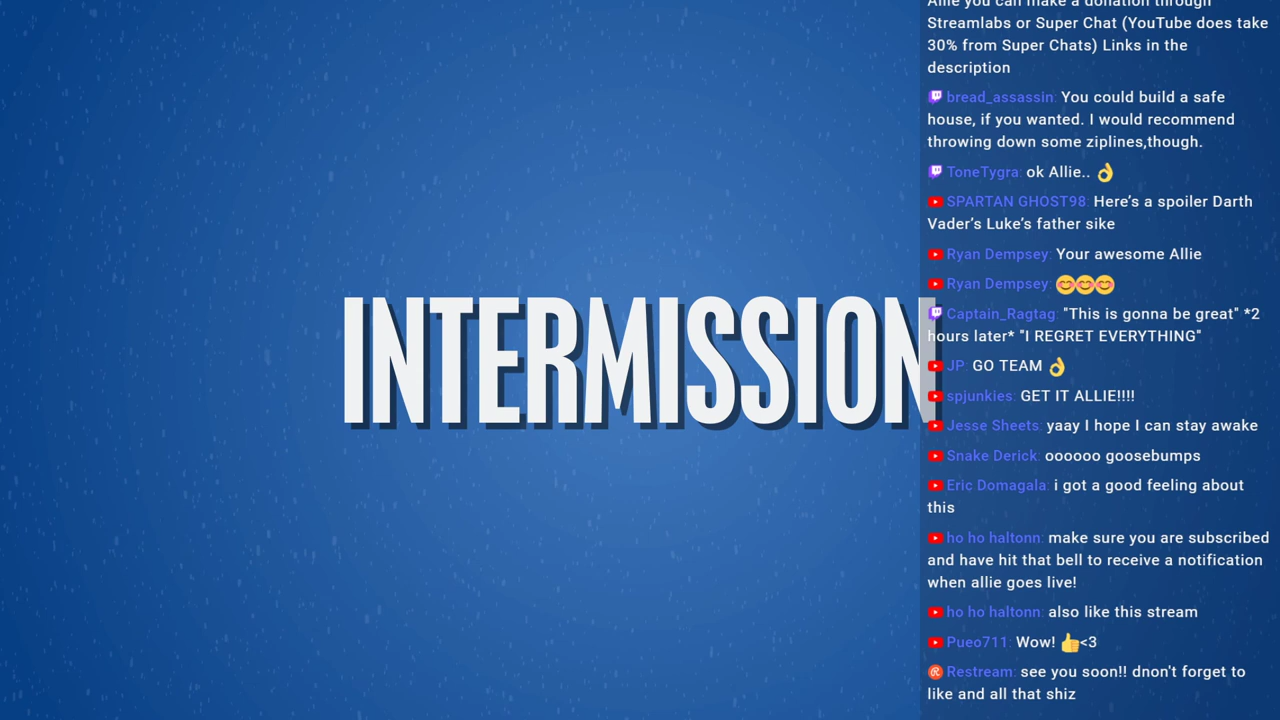 Allie you can make a donation through
Streamlabs or Super Chat (YouTube does take
30% from Super Chats) Links in the
description
bread_assassin: You could build a safe
house, if you wanted. I would recommend
throwing down some ziplines,though.
ToneTygra: ok Allie.. 👌
SPARTAN GHOST98: Here’s a spoiler Darth
Vader’s Luke’s father sike
Ryan Dempsey: Your awesome Allie
Ryan Dempsey: 😊😊😊
Captain_Ragtag: "This is gonna be great" *2
hours later* "I REGRET EVERYTHING"
JP: GO TEAM 👌
spjunkies: GET IT ALLIE!!!!
Jesse Sheets: yaay I hope I can stay awake
Snake Derick: oooooo goosebumps
Eric Domagala: i got a good feeling about
this
ho ho haltonn: make sure you are subscribed
and have hit that bell to receive a notification
when allie goes live!
ho ho haltonn: also like this stream
Pueo711: Wow! 👍<3
Restream: see you soon!! dnon't forget to
like and all that shiz
INTERMISSION